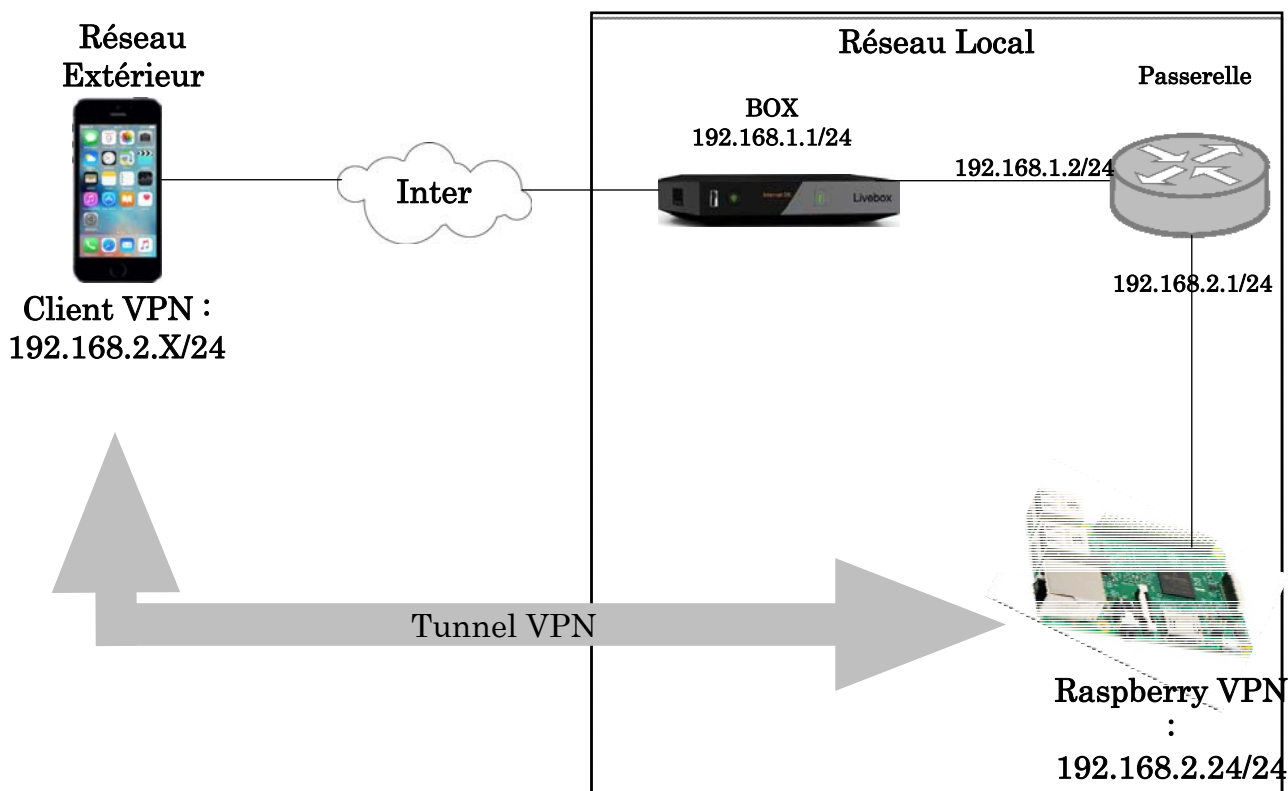 Réseau
Extérieur
Client VPN :
192.168.2.X/24
Inter
Réseau Local
BOX
192.168.1.1/24
Livebox
192.168.1.2/24
Passerelle
192.168.2.1/24
Tunnel VPN
Raspberry VPN
:
192.168.2.24/24